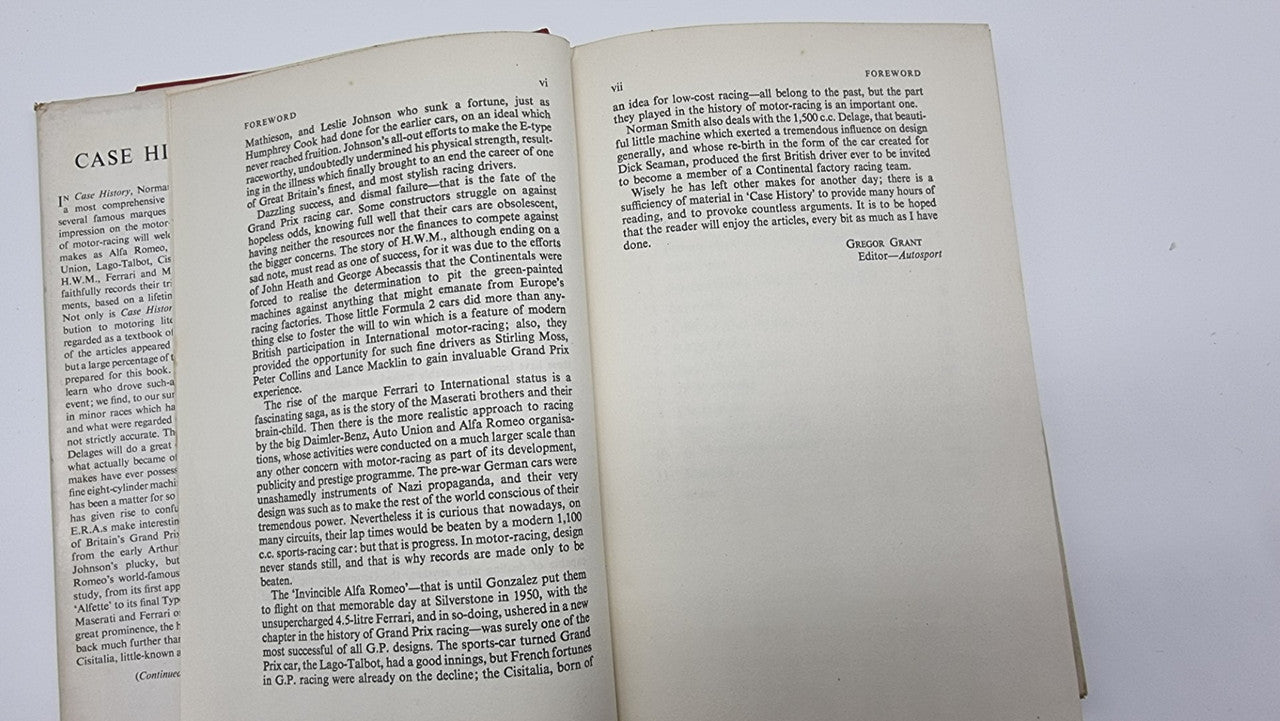 CASE HI
IN Case History, Norma
a most comprehensive
several famous marques
impression on the motor
of motor-racing will welc
makes as Alfa Romeo,
Union, Lago-Talbot, Cis
H.W.M., Ferrari and M
faithfully records their tri
ments, based on a lifetim
Not only is Case Histor
bution to motoring lite
regarded as a textbook of
of the articles appeared
but a large percentage of t
prepared for this book.
learn who drove such-a
event; we find, to our sur
in minor races which ha
and what were regarded
not strictly accurate. Th
Delages will do a great
what actually became of
makes have ever possess
fine eight-cylinder machi
has been a matter for so
has given rise to confu
E.R.A.s make interestin
of Britain's Grand Prix
from the early Arthur
Johnson's plucky, but
Romeo's world-famous
study, from its first app
'Alfette' to its final Typ
Maserati and Ferrari o
great prominence, the h
back much further than
Cisitalia, little-known a
(Continued
FOREWORD vi
Mathieson, and Leslie Johnson who sunk a fortune, just as
Humphrey Cook had done for the earlier cars, on an ideal which
never reached fruition. Johnson's all-out efforts to make the E-type
raceworthy, undoubtedly undermined his physical strength, result-
ing in the illness which finally brought to an end the career of one
of Great Britain's finest, and most stylish racing drivers.
Dazzling success, and dismal failure—that is the fate of the
Grand Prix racing car. Some constructors struggle on against
hopeless odds, knowing full well that their cars are obsolescent,
having neither the resources nor the finances to compete against
the bigger concerns. The story of H.W.M., although ending on a
sad note, must read as one of success, for it was due to the efforts
of John Heath and George Abecassis that the Continentals were
forced to realise the determination to pit the green-painted
machines against anything that might emanate from Europe's
racing factories. Those little Formula 2 cars did more than any-
thing else to foster the will to win which is a feature of modern
British participation in International motor-racing; also, they
provided the opportunity for such fine drivers as Stirling Moss,
Peter Collins and Lance Macklin to gain invaluable Grand Prix
experience.
The rise of the marque Ferrari to International status is a
fascinating saga, as is the story of the Maserati brothers and their
brain-child. Then there is the more realistic approach to racing
by the big Daimler-Benz, Auto Union and Alfa Romeo organisa-
tions, whose activities were conducted on a much larger scale than
any other concern with motor-racing as part of its development,
publicity and prestige programme. The pre-war German cars were
unashamedly instruments of Nazi propaganda, and their very
design was such as to make the rest of the world conscious of their
tremendous power. Nevertheless it is curious that nowadays, on
many circuits, their lap times would be beaten by a modern 1,100
c.c. sports-racing car: but that is progress. In motor-racing, design
never stands still, and that is why records are made only to be
beaten.
The 'Invincible Alfa Romeo'—that is until Gonzalez put them
to flight on that memorable day at Silverstone in 1950, with the
unsupercharged 4.5-litre Ferrari, and in so-doing, ushered in a new
chapter in the history of Grand Prix racing—was surely one of the
most successful of all G.P. designs. The sports-car turned Grand
Prix car, the Lago-Talbot, had a good innings, but French fortunes
in G.P. racing were already on the decline; the Cisitalia, born of
vii FOREWORD
an idea for low-cost racing—all belong to the past, but the part
they played in the history of motor-racing is an important one.
Norman Smith also deals with the 1,500 c.c. Delage, that beauti-
ful little machine which exerted a tremendous influence on design
generally, and whose re-birth in the form of the car created for
Dick Seaman, produced the first British driver ever to be invited
to become a member of a Continental factory racing team.
Wisely he has left other makes for another day; there is a
sufficiency of material in 'Case History' to provide many hours of
reading, and to provoke countless arguments. It is to be hoped
that the reader will enjoy the articles, every bit as much as I have
done.
GREGOR GRANT
Editor—Autosport